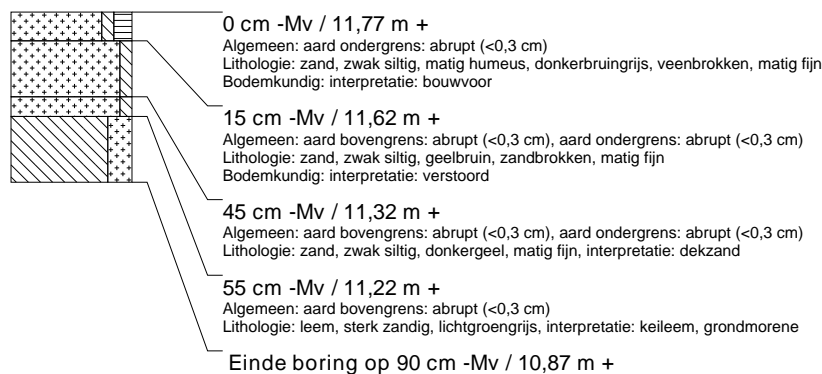 0 cm -Mv / 11,77 m +
Algemeen: aard ondergrens: abrupt (<0,3 cm)
Lithologie: zand, zwak siltig, matig humeus, donkerbruingrijs, veenbrokken, matig fijn
Bodemkundig: interpretatie: bouwvoor
15 cm -Mv / 11,62 m +
Algemeen: aard bovengrens: abrupt (<0,3 cm), aard ondergrens: abrupt (<0,3 cm)
Lithologie: zand, zwak siltig, geelbruin, zandbrokken, matig fijn
Bodemkundig: interpretatie: verstoord
45 cm -Mv / 11,32 m +
Algemeen: aard bovengrens: abrupt (<0,3 cm), aard ondergrens: abrupt (<0,3 cm)
Lithologie: zand, zwak siltig, donkergeel, matig fijn, interpretatie: dekzand
55 cm -Mv / 11,22 m +
Algemeen: aard bovengrens: abrupt (<0,3 cm)
Lithologie: leem, sterk zandig, lichtgroengrijs, interpretatie: keileem, grondmorene
Einde boring op 90 cm -Mv / 10,87 m +